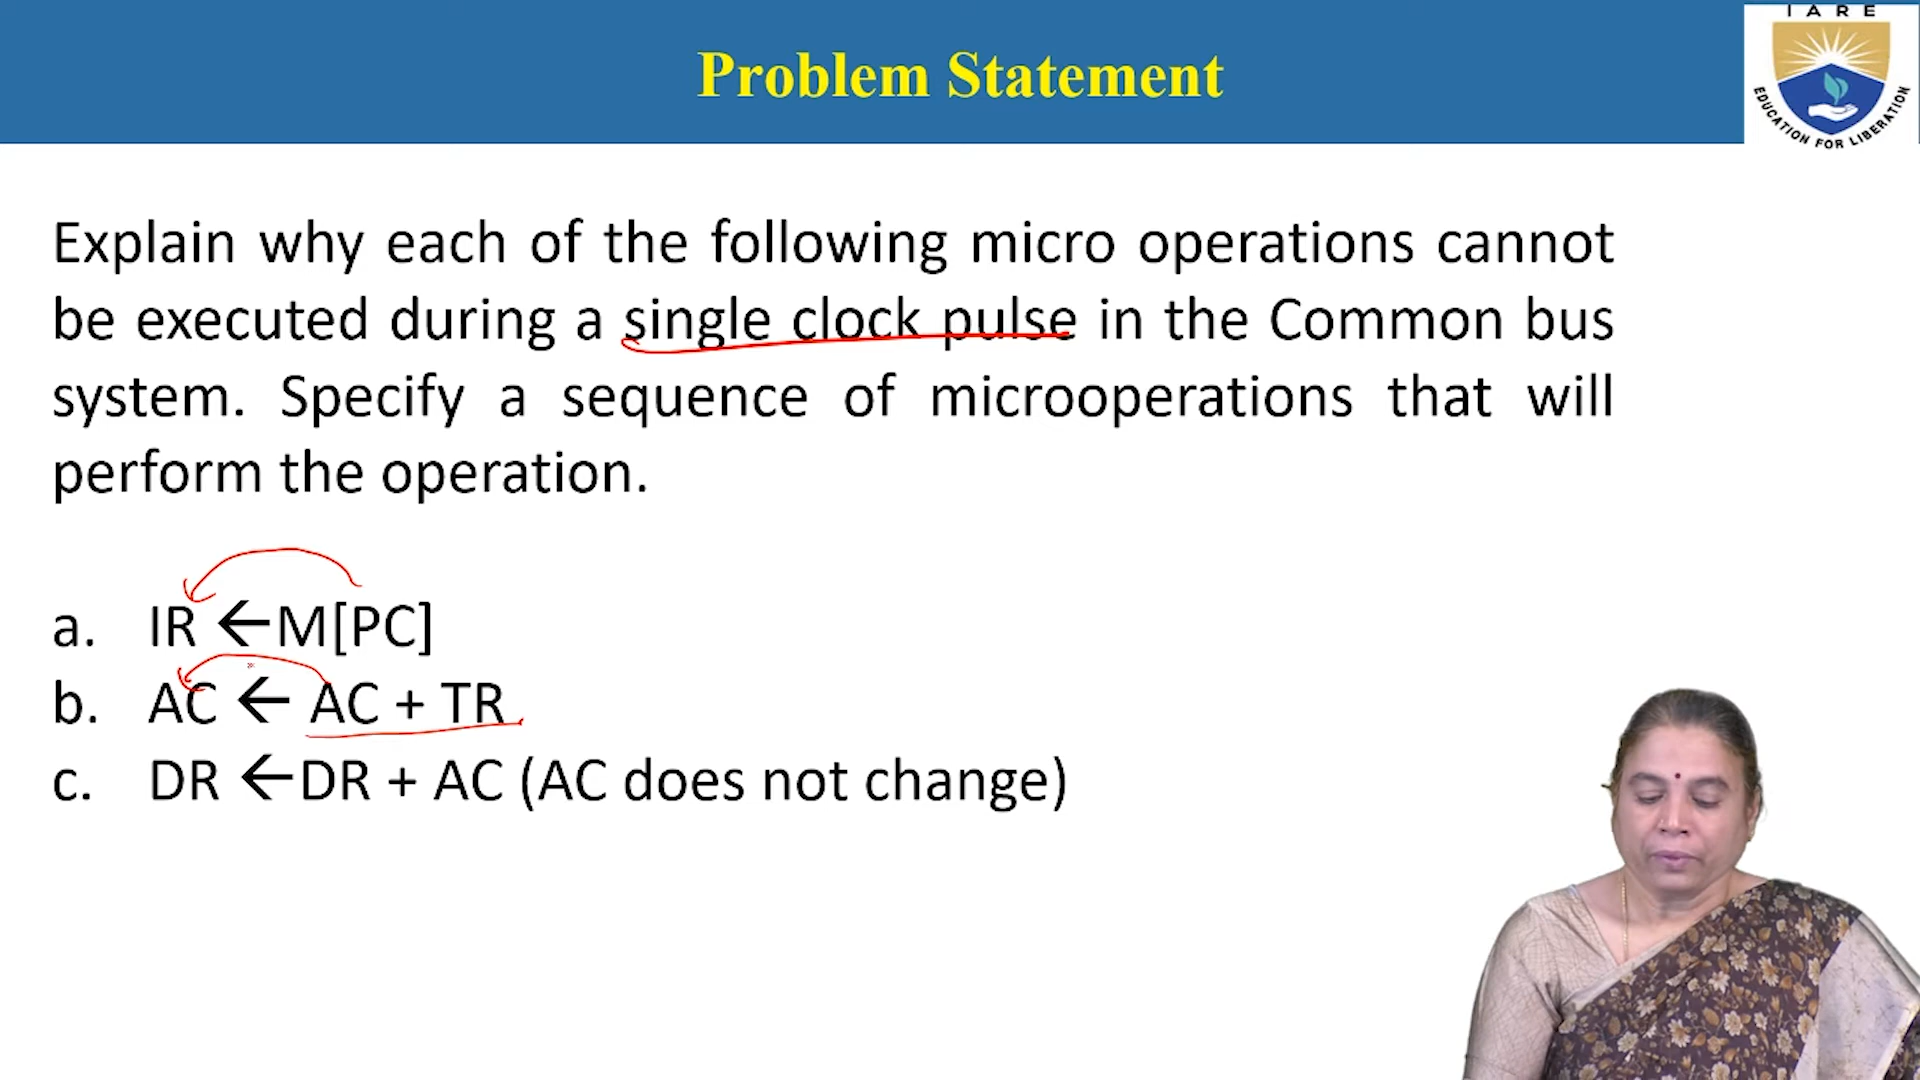 IARE
EDUCATION FOR LIBERATION
Problem Statement
Explain why each of the following micro operations cannot
be executed during a single clock pulse in the Common bus
system. Specify a sequence of microoperations that will
perform the operation.
a. IR ←M[PC]
b. AC ← AC + TR
c. DR ←DR + AC (AC does not change)